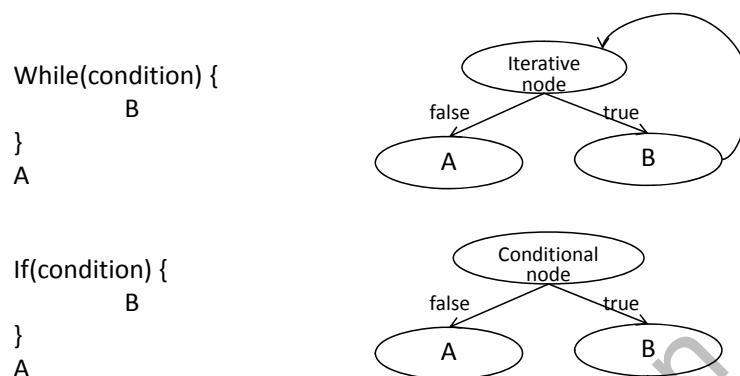 While(condition) {
B
}
A
Iterative
node
false
true
A
B
If(condition) {
B
}
A
Conditional
node
false
true
A
B